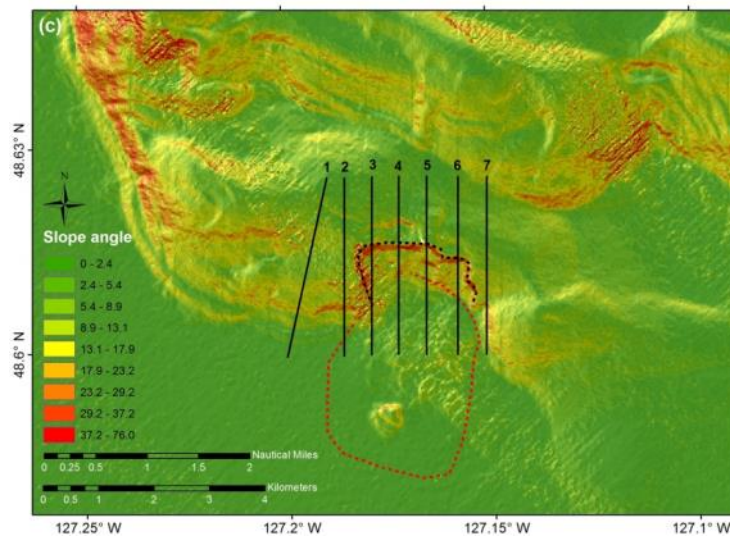 (c)
1 2 3 4 5 6 7
48.63° N
N
Slope angle
0 - 2.4
2.4 - 5.4
5.4 - 8.9
8.9 - 13.1
13.1 - 17.9
17.9 - 23.2
23.2 - 29.2
29.2 - 37.2
37.2 - 76.0
48.6° N
Nautical Miles
0 0.25 0.5 1 1.5 2
Kilometers
0 0.5 1 2 3 4
127.25° W 127.2° W 127.15° W 127.1° W